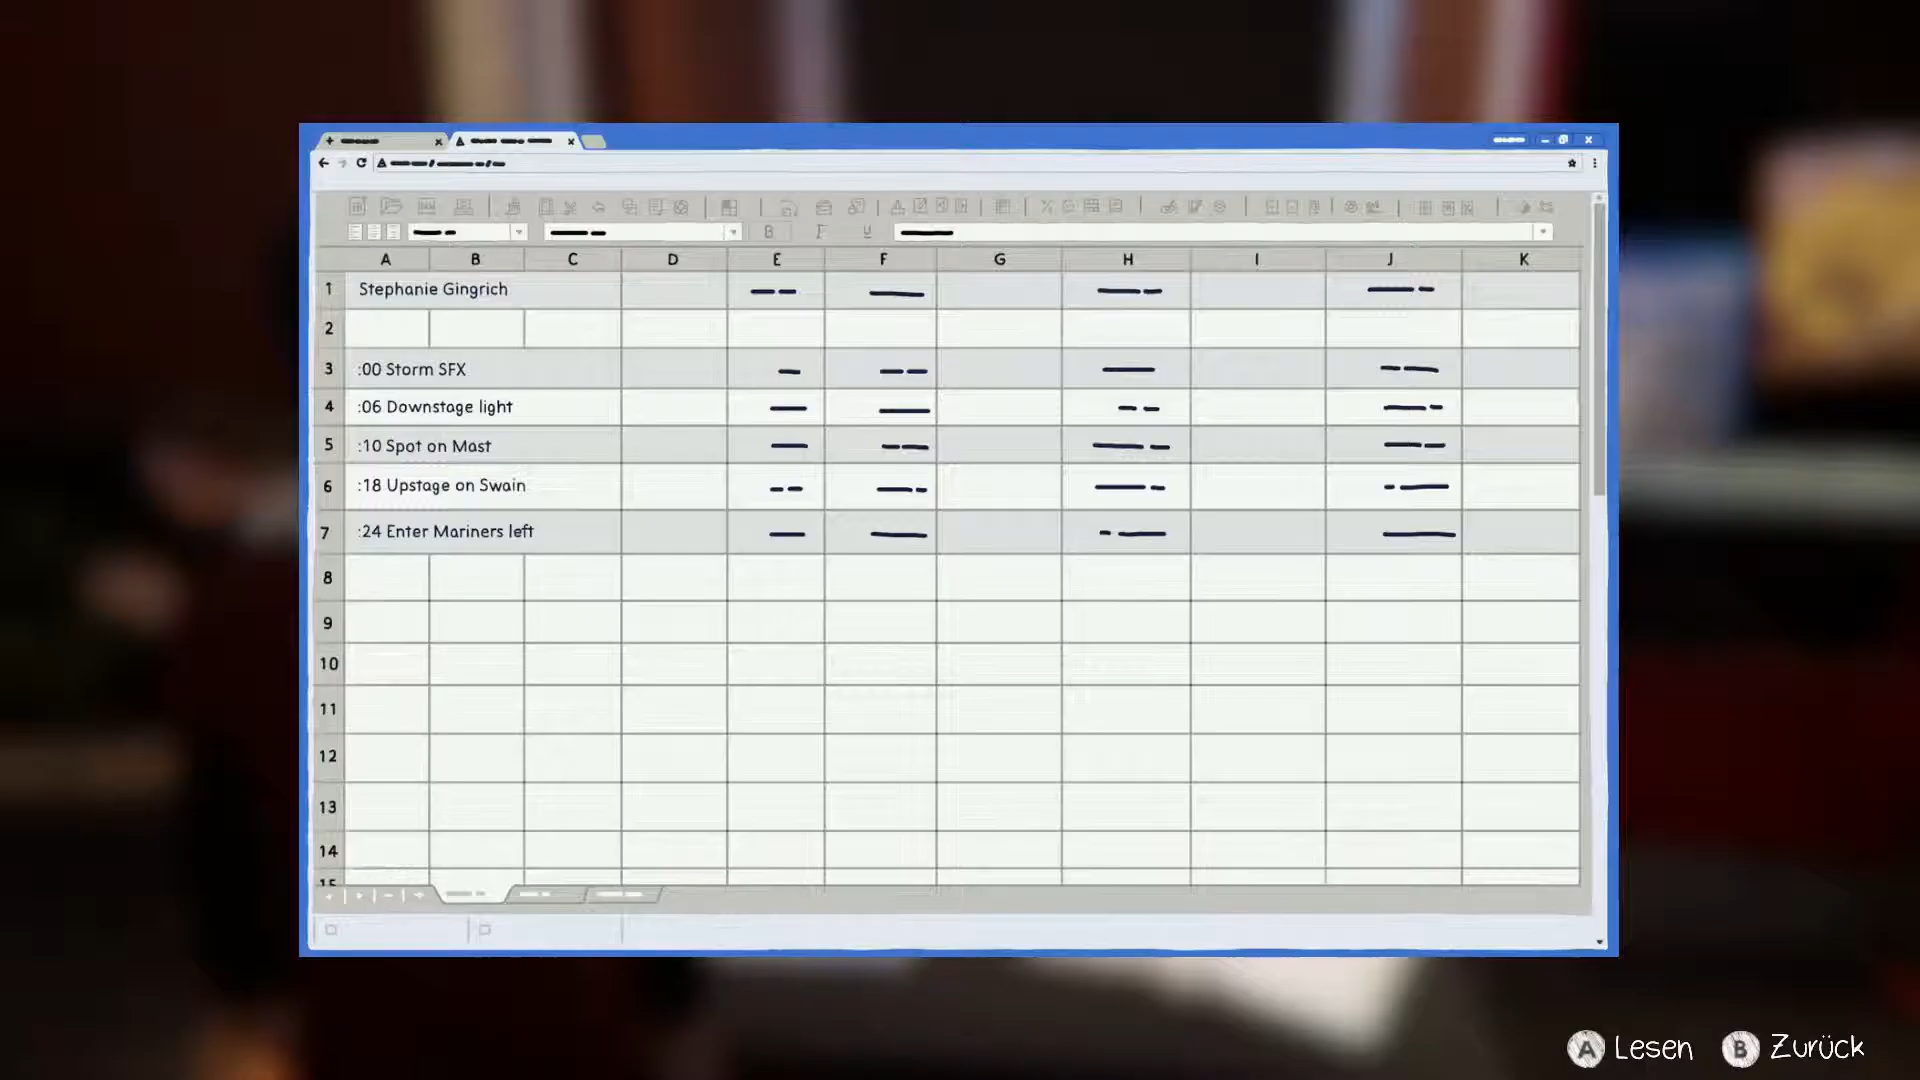 A B C D E F G H I J K
1 Stephanie Gingrich
2
3 :00 Storm SFX
4 :06 Downstage light
5 :10 Spot on Mast
6 :18 Upstage on Swain
7 :24 Enter Mariners left
8
9
10
11
12
13
14
15
A Lesen B Zurück